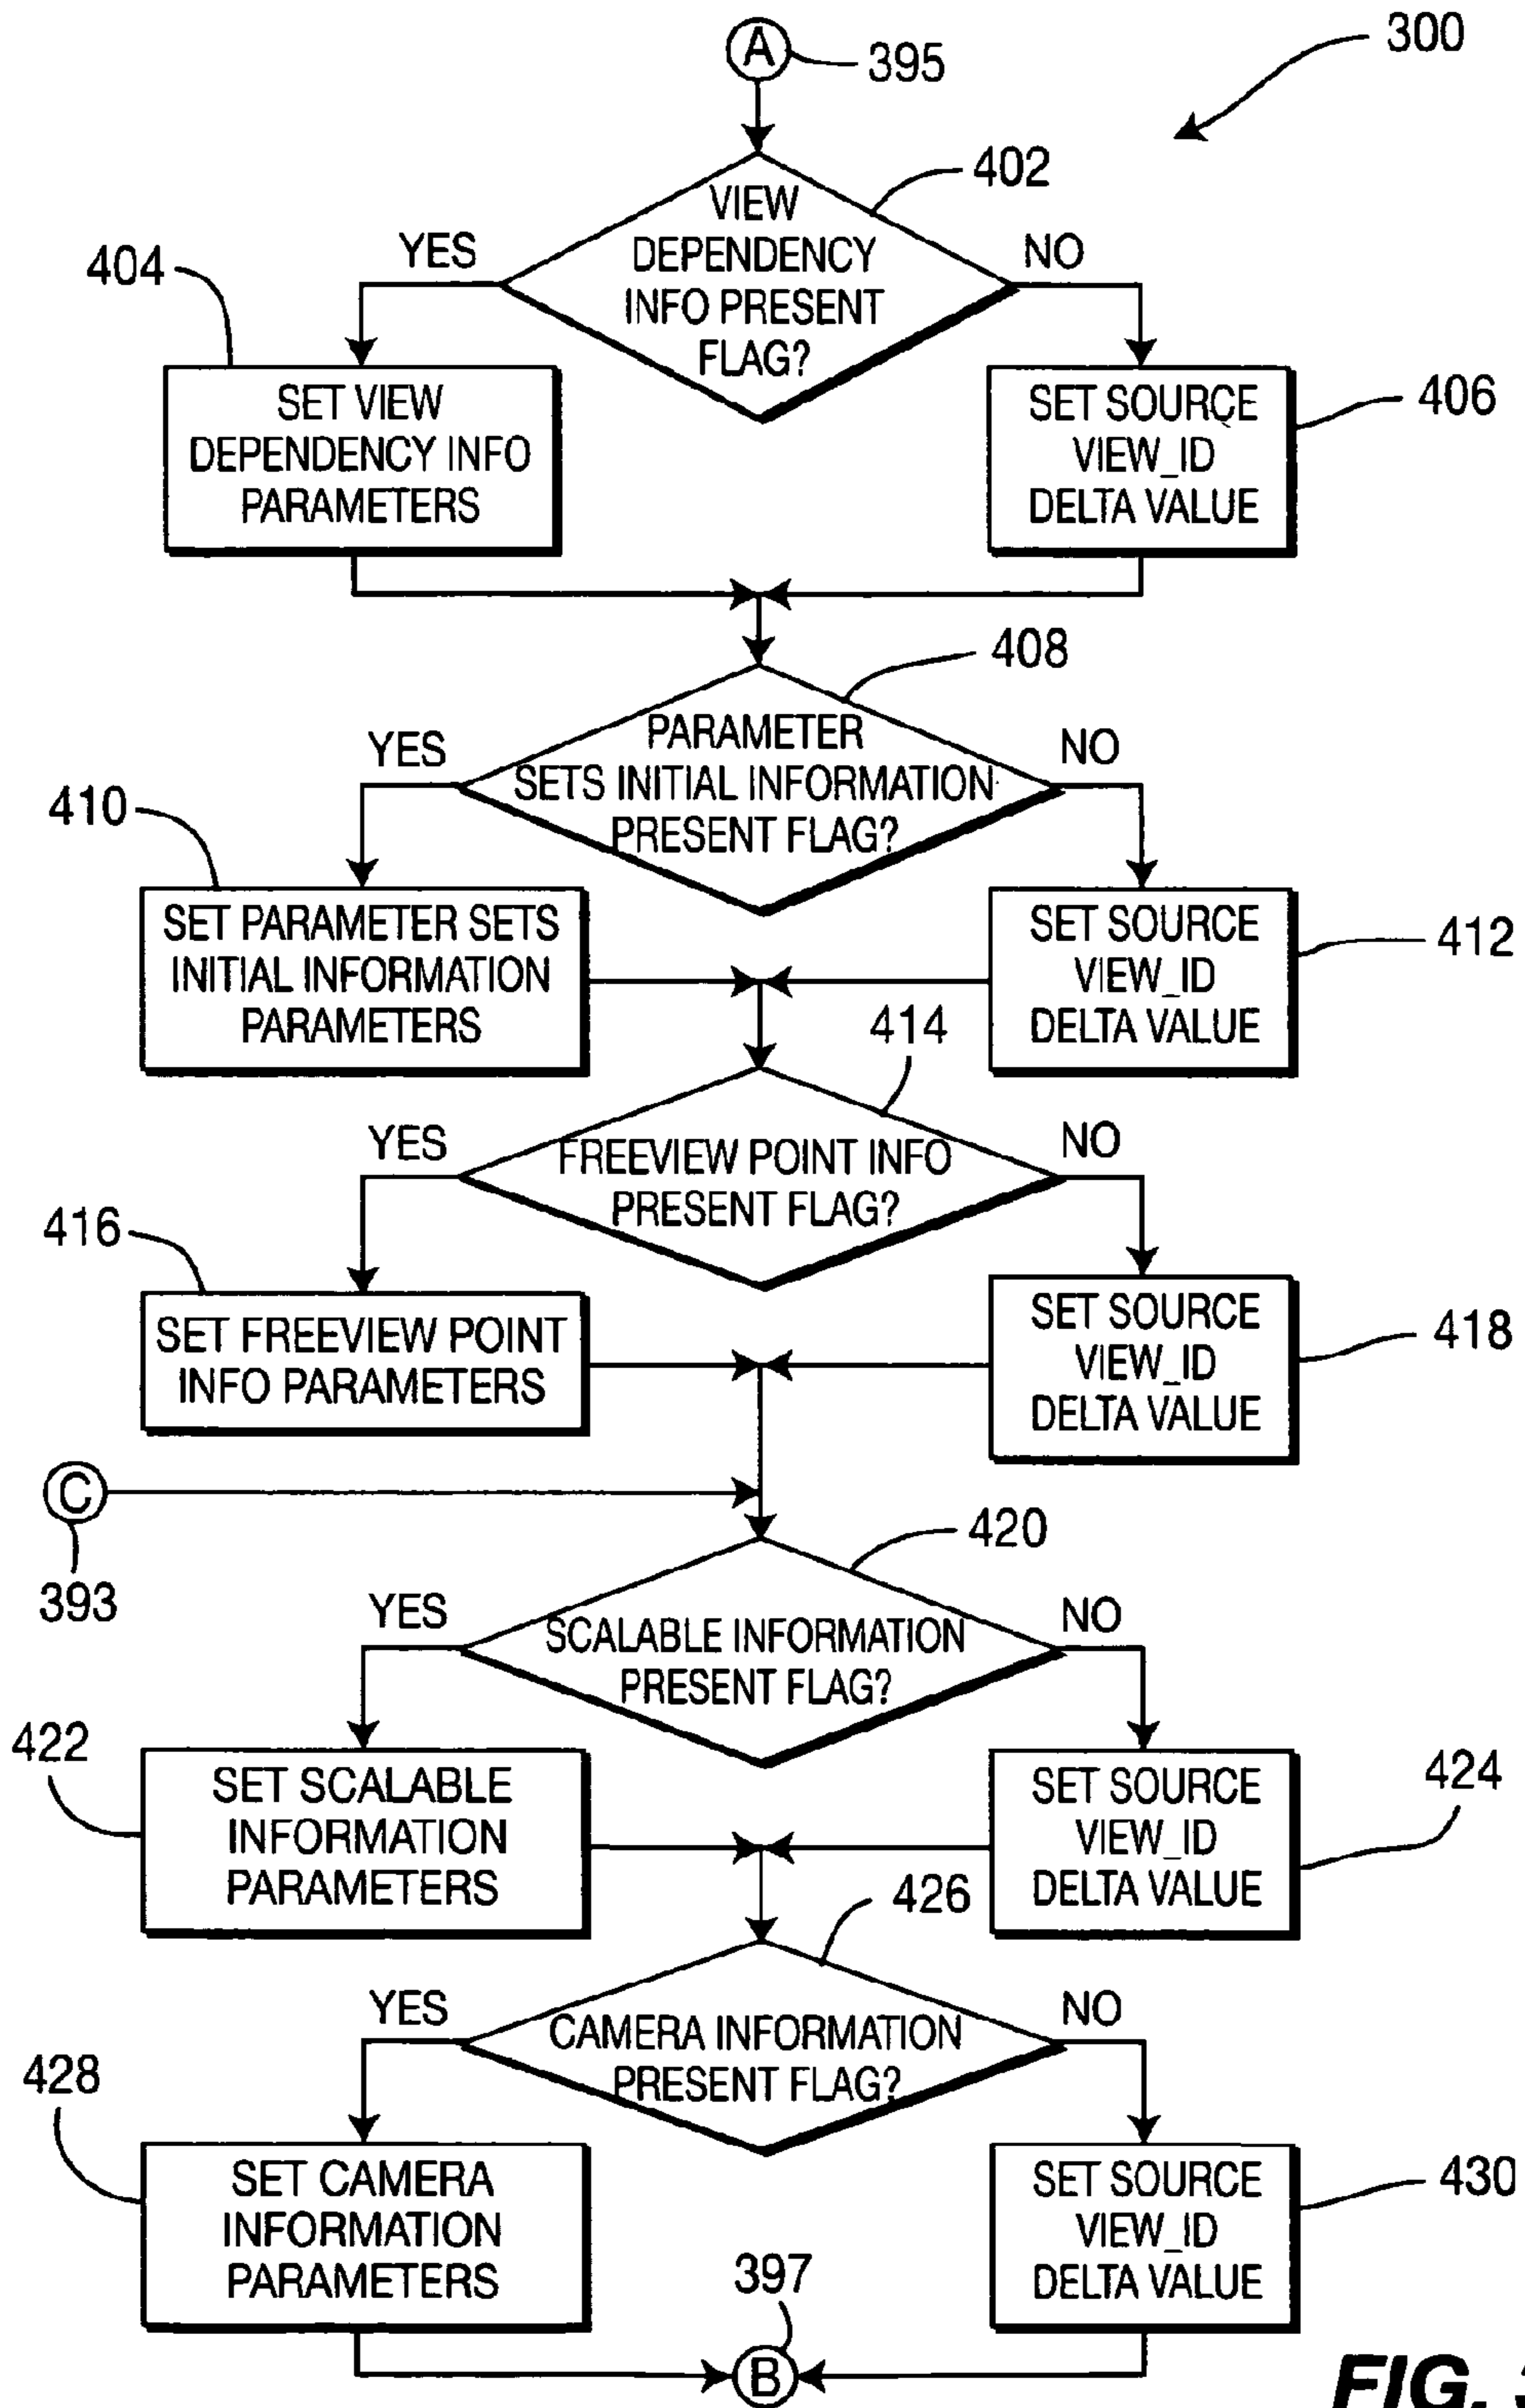 A
395
300
402
VIEW
DEPENDENCY
INFO PRESENT
FLAG?
YES
NO
404
SET VIEW
DEPENDENCY INFO
PARAMETERS
SET SOURCE
VIEW_ID
DELTA VALUE
406
408
PARAMETER
SETS INITIAL INFORMATION
PRESENT FLAG?
YES
NO
410
SET PARAMETER SETS
INITIAL INFORMATION
PARAMETERS
SET SOURCE
VIEW_ID
DELTA VALUE
412
414
FREEVIEW POINT INFO
PRESENT FLAG?
YES
NO
416
SET FREEVIEW POINT
INFO PARAMETERS
SET SOURCE
VIEW_ID
DELTA VALUE
418
C
393
420
SCALABLE INFORMATION
PRESENT FLAG?
YES
NO
422
SET SCALABLE
INFORMATION
PARAMETERS
SET SOURCE
VIEW_ID
DELTA VALUE
424
426
CAMERA INFORMATION
PRESENT FLAG?
YES
NO
428
SET CAMERA
INFORMATION
PARAMETERS
SET SOURCE
VIEW_ID
DELTA VALUE
430
397
B
FIG.